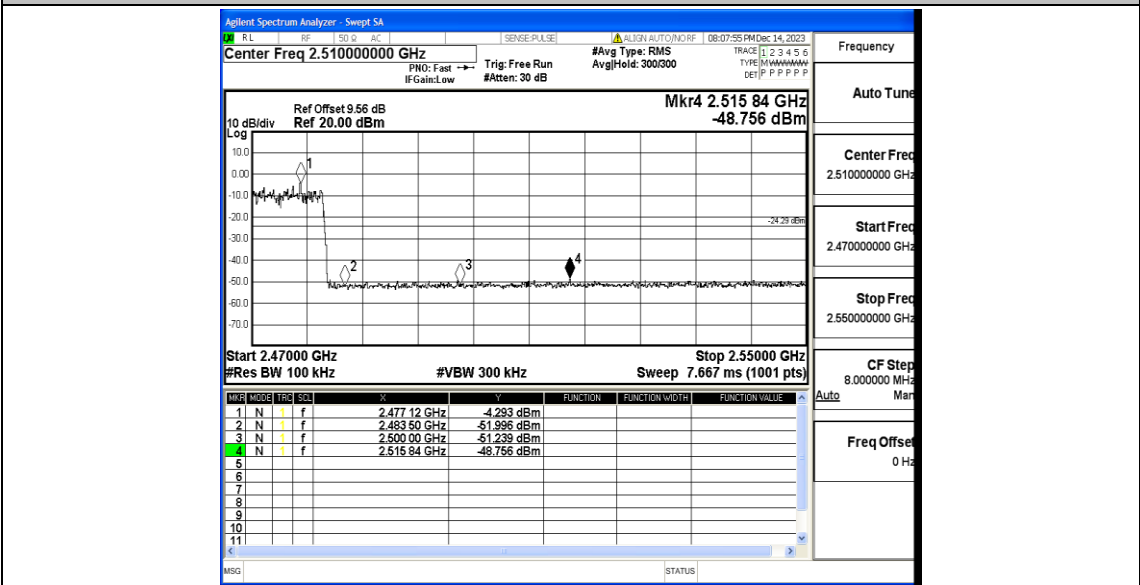 Agilent Spectrum Analyzer - Swept SA
LXI RL RF 50 Ω AC SENSE:PULSE ALIGN AUTO/NO RF 08:07:55 PM Dec 14, 2023
Center Freq 2.510000000 GHz
PNO: Fast
IFGain:Low
Trig: Free Run
#Atten: 30 dB
#Avg Type: RMS
Avg|Hold: 300/300
TRACE 1 2 3 4 5 6
TYPE MWWWWW
DET P P P P P P
Mkr4 2.515 84 GHz
-48.756 dBm
Ref Offset 9.56 dB
10 dB/div Ref 20.00 dBm
Log
10.0
0.00
-10.0
-20.0
-30.0
-40.0
-50.0
-60.0
-70.0
1
2
3
4
-24.29 dBm
Start 2.47000 GHz Stop 2.55000 GHz
#Res BW 100 kHz #VBW 300 kHz Sweep 7.667 ms (1001 pts)
MKR MODE TRC SCL X Y FUNCTION FUNCTION WIDTH FUNCTION VALUE
1 N 1 f 2.477 12 GHz -4.293 dBm
2 N 1 f 2.483 50 GHz -51.996 dBm
3 N 1 f 2.500 00 GHz -51.239 dBm
4 N 1 f 2.515 84 GHz -48.756 dBm
5
6
7
8
9
10
11
MSG STATUS
Frequency
Auto Tune
Center Freq
2.510000000 GHz
Start Freq
2.470000000 GHz
Stop Freq
2.550000000 GHz
CF Step
8.000000 MHz
Auto Man
Freq Offset
0 Hz